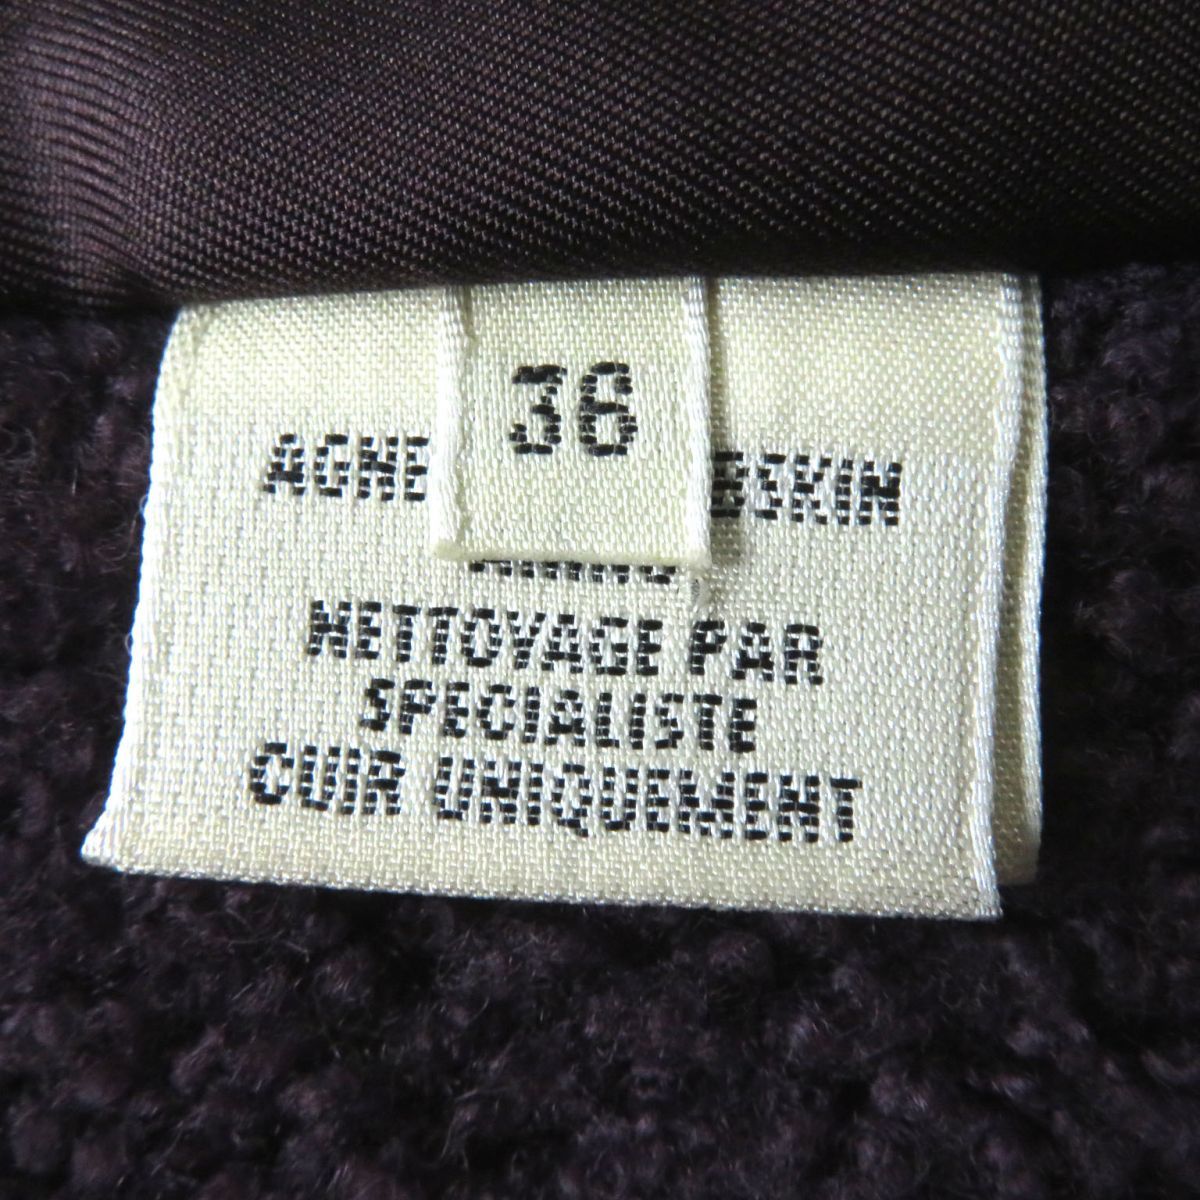 36
AGNE BSKIN
NETTOYAGE PAR
SPECIALISTE
CUIR UNIQUEMENT